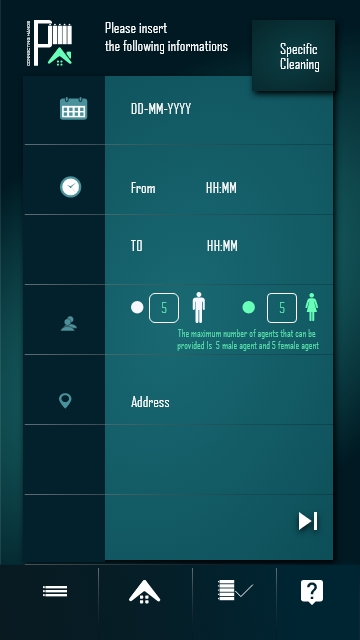 Please insert
the following informations
Specific
Cleaning
DD-MM-YYYY
From HH:MM
TO HH:MM
5 5
The maximum number of agents that can be
provided Is 5 male agent and 5 female agent
Address